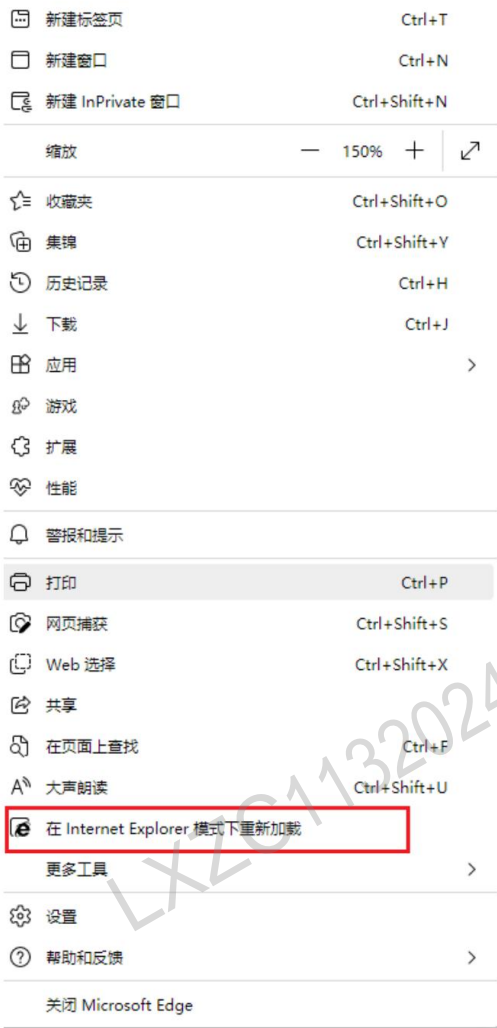 新建标签页 Ctrl+T
新建窗口 Ctrl+N
新建 InPrivate 窗口 Ctrl+Shift+N
缩放 — 150% +
收藏夹 Ctrl+Shift+O
集锦 Ctrl+Shift+Y
历史记录 Ctrl+H
下载 Ctrl+J
应用
游戏
扩展
性能
警报和提示
打印 Ctrl+P
网页捕获 Ctrl+Shift+S
Web 选择 Ctrl+Shift+X
共享
在页面上查找 Ctrl+F
大声朗读 Ctrl+Shift+U
在 Internet Explorer 模式下重新加载
更多工具
设置
帮助和反馈
关闭 Microsoft Edge
LXZC1132024